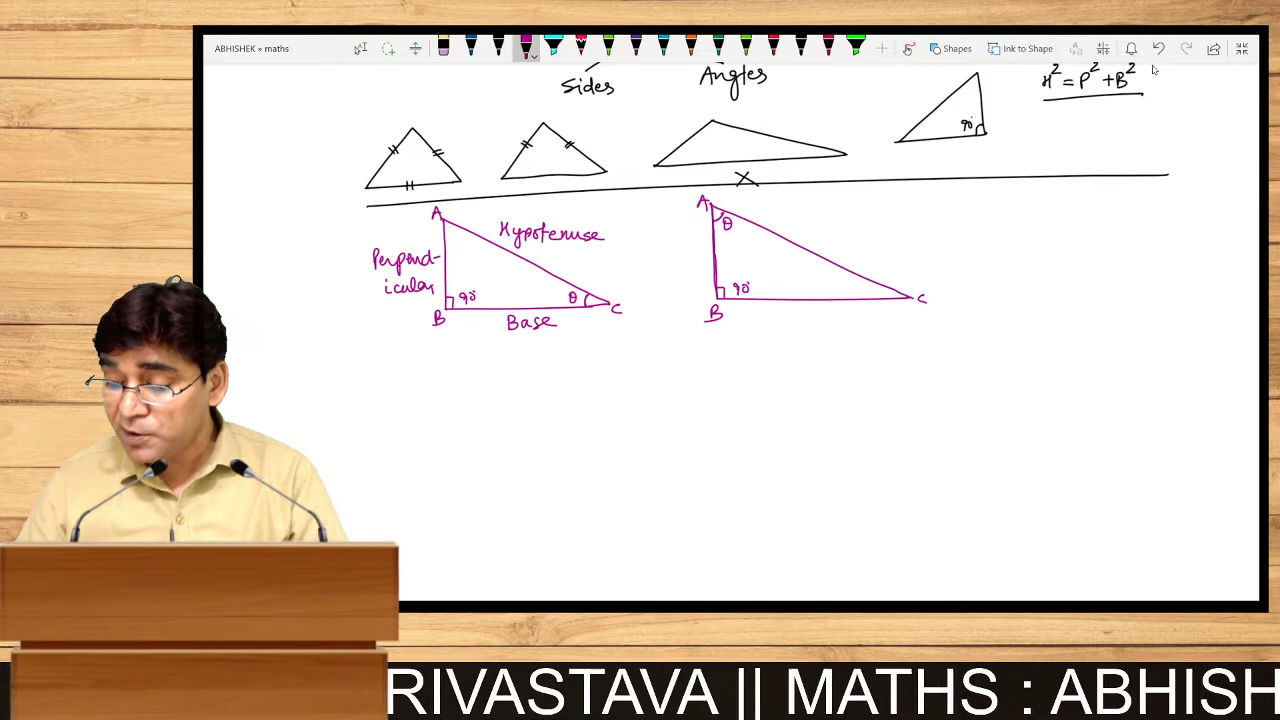 ABHISHEK » maths
Shapes
Ink to Shape
Sides
Angles
H² = P² + B²
90°
A
Hypotenuse
Perpend-
icular
90°
θ
B
Base
C
A
θ
90°
B
C
RIVASTAVA || MATHS : ABHISH